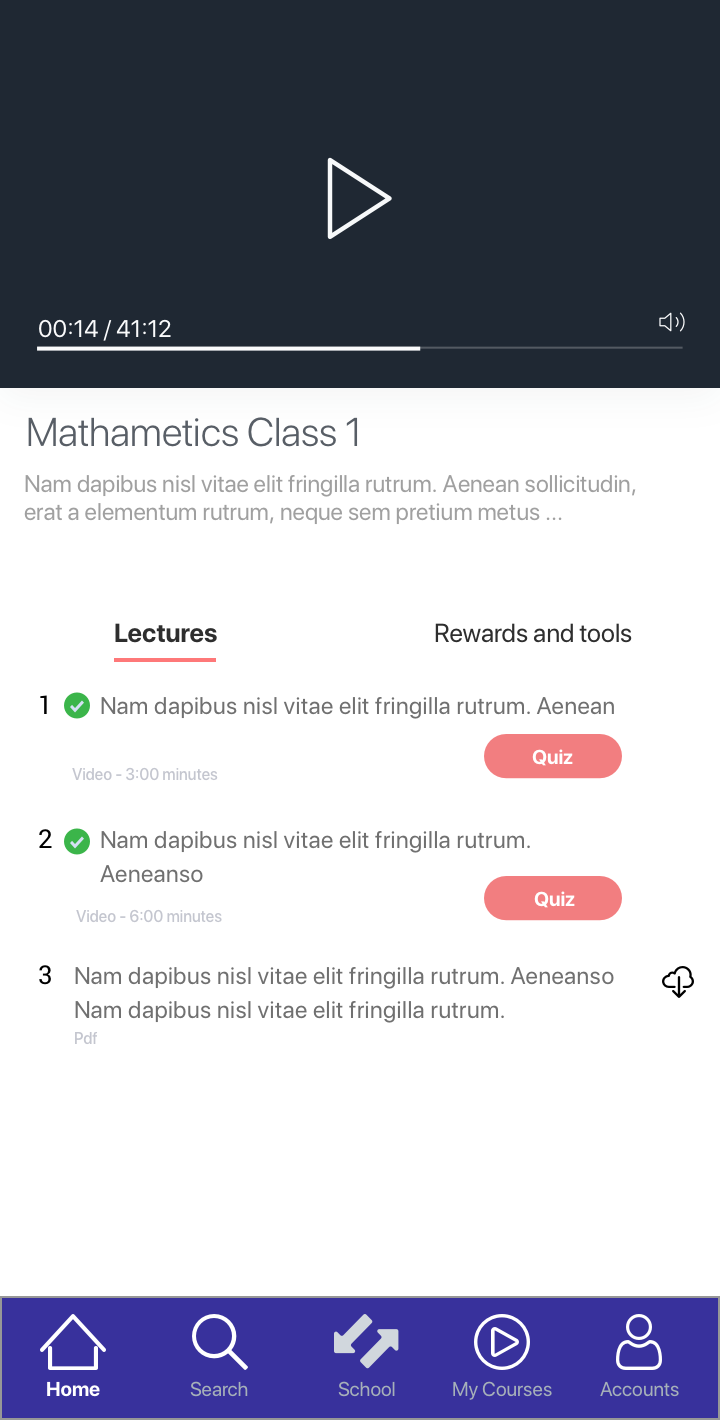 00:14 / 41:12
Mathametics Class 1
Nam dapibus nisl vitae elit fringilla rutrum. Aenean sollicitudin,
erat a elementum rutrum, neque sem pretium metus ...
Lectures
Rewards and tools
1 Nam dapibus nisl vitae elit fringilla rutrum. Aenean
Quiz
Video - 3:00 minutes
2 Nam dapibus nisl vitae elit fringilla rutrum.
Aeneanso
Quiz
Video - 6:00 minutes
3 Nam dapibus nisl vitae elit fringilla rutrum. Aeneanso
Nam dapibus nisl vitae elit fringilla rutrum.
Pdf
Home
Search
School
My Courses
Accounts